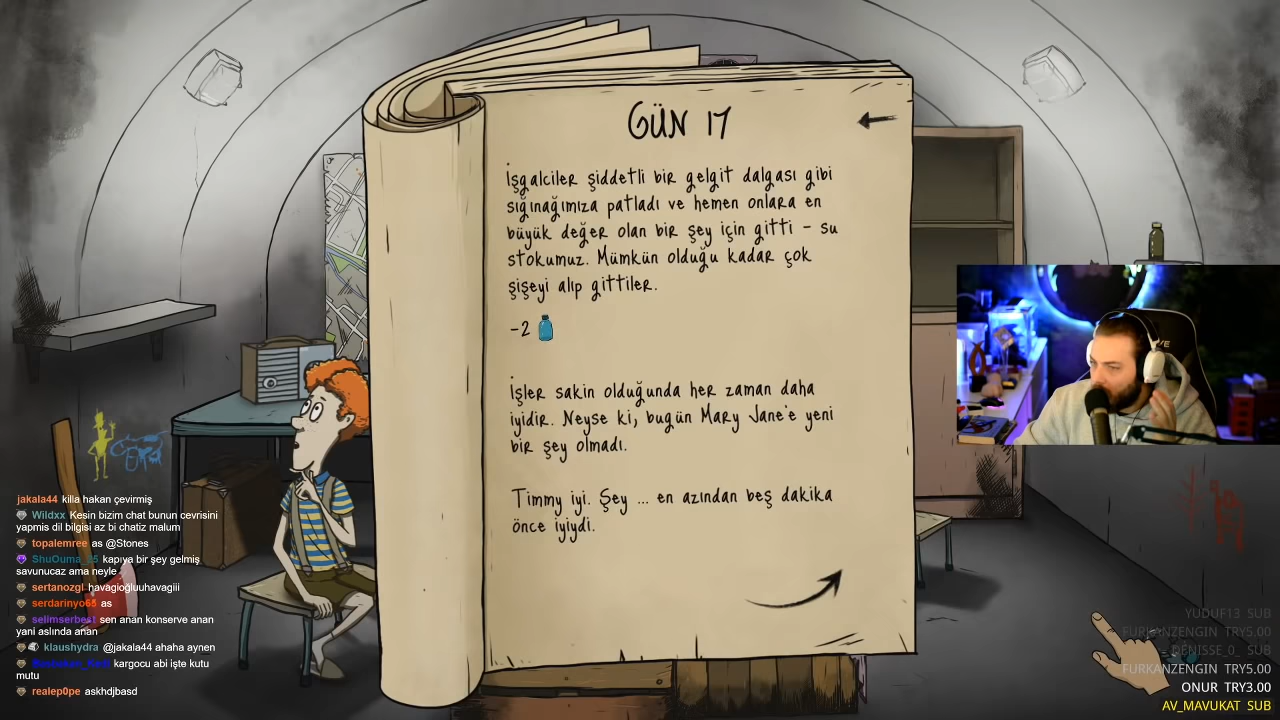 GÜN 17
İşgalciler şiddetli bir gelgit dalgası gibi
sığınağımıza patladı ve hemen onlara en
büyük değer olan bir şey için gitti - su
stokumuz. Mümkün olduğu kadar çok
şişeyi alıp gittiler.
-2
İşler sakin olduğunda her zaman daha
iyidir. Neyse ki, bugün Mary Jane'e yeni
bir şey olmadı.
Timmy iyi. Şey ... en azından beş dakika
önce iyiydi.
jakala44 killa hakan çevirmiş
Wildxx Kesin bizim chat bunun cevrisini
yapmis dil bilgisi az bi chatiz malum
topalemree as @Stones
kapıya bir şey gelmiş
savunucaz ama neyle
sertanozgl havagioğluuhavagiii
serdarinyo65 as
selimserbest sen anan konserve anan
yani aslında anan
klaushydra @jakala44 ahaha aynen
kargocu abi işte kutu
mutu
realep0pe askhdjbasd
YUDUF13 SUB
FURKANZENGIN TRY5.00
DENISSE_0_ SUB
FURKANZENGIN TRY5.00
ONUR TRY3.00
AV_MAVUKAT SUB